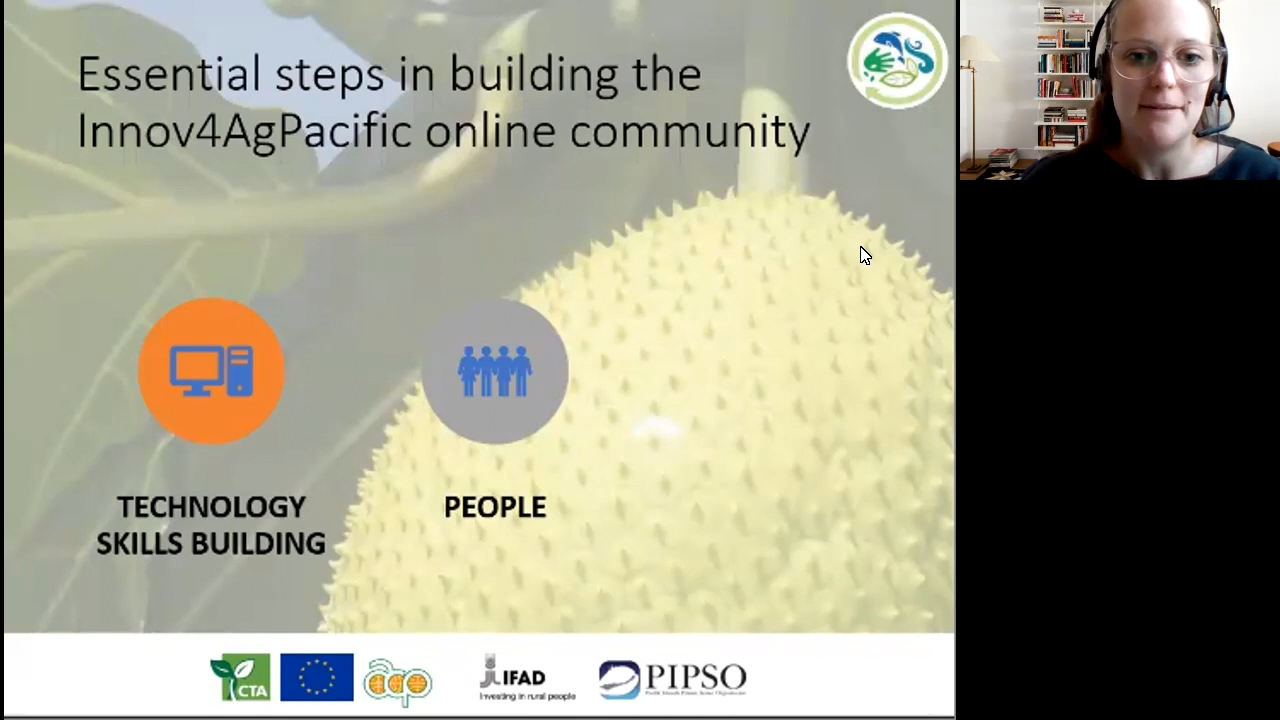 Essential steps in building the
Innov4AgPacific online community
TECHNOLOGY
SKILLS BUILDING
PEOPLE
CTA
acp
IFAD
Investing in rural people
PIPSO